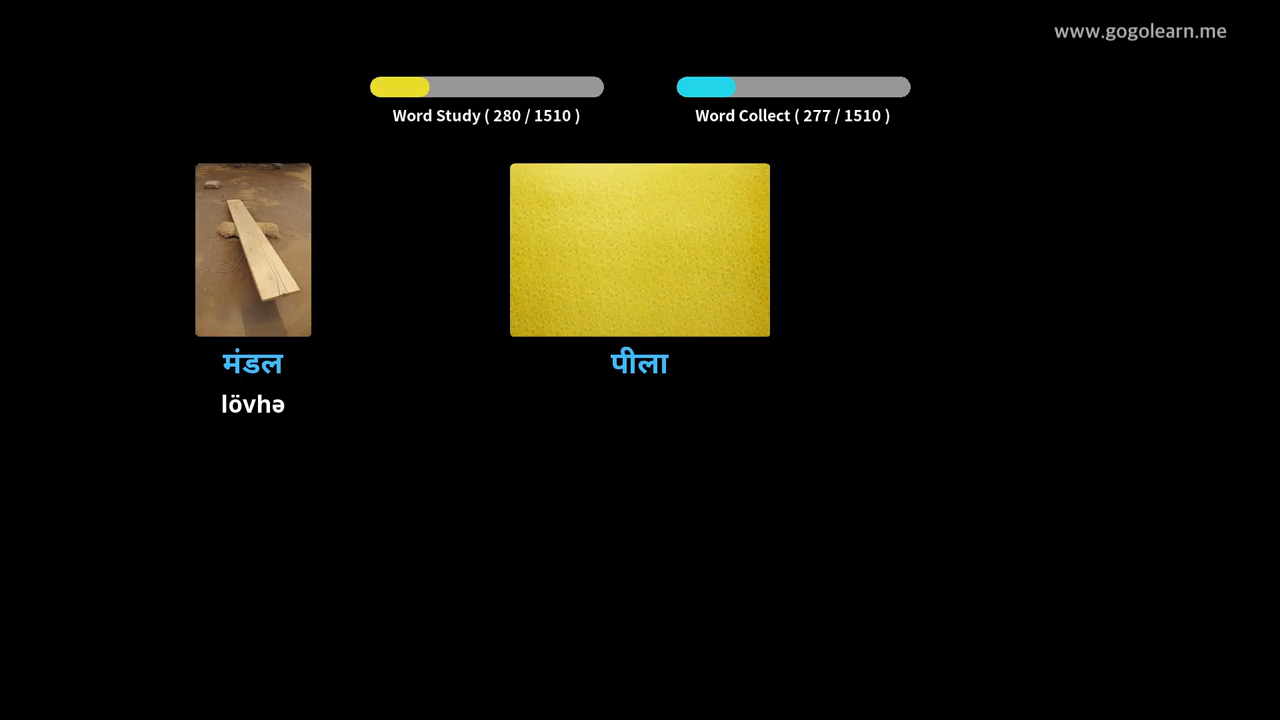 www.gogolearn.me
Word Study ( 280 / 1510 )
Word Collect ( 277 / 1510 )
मंडल
पीला
lövhə